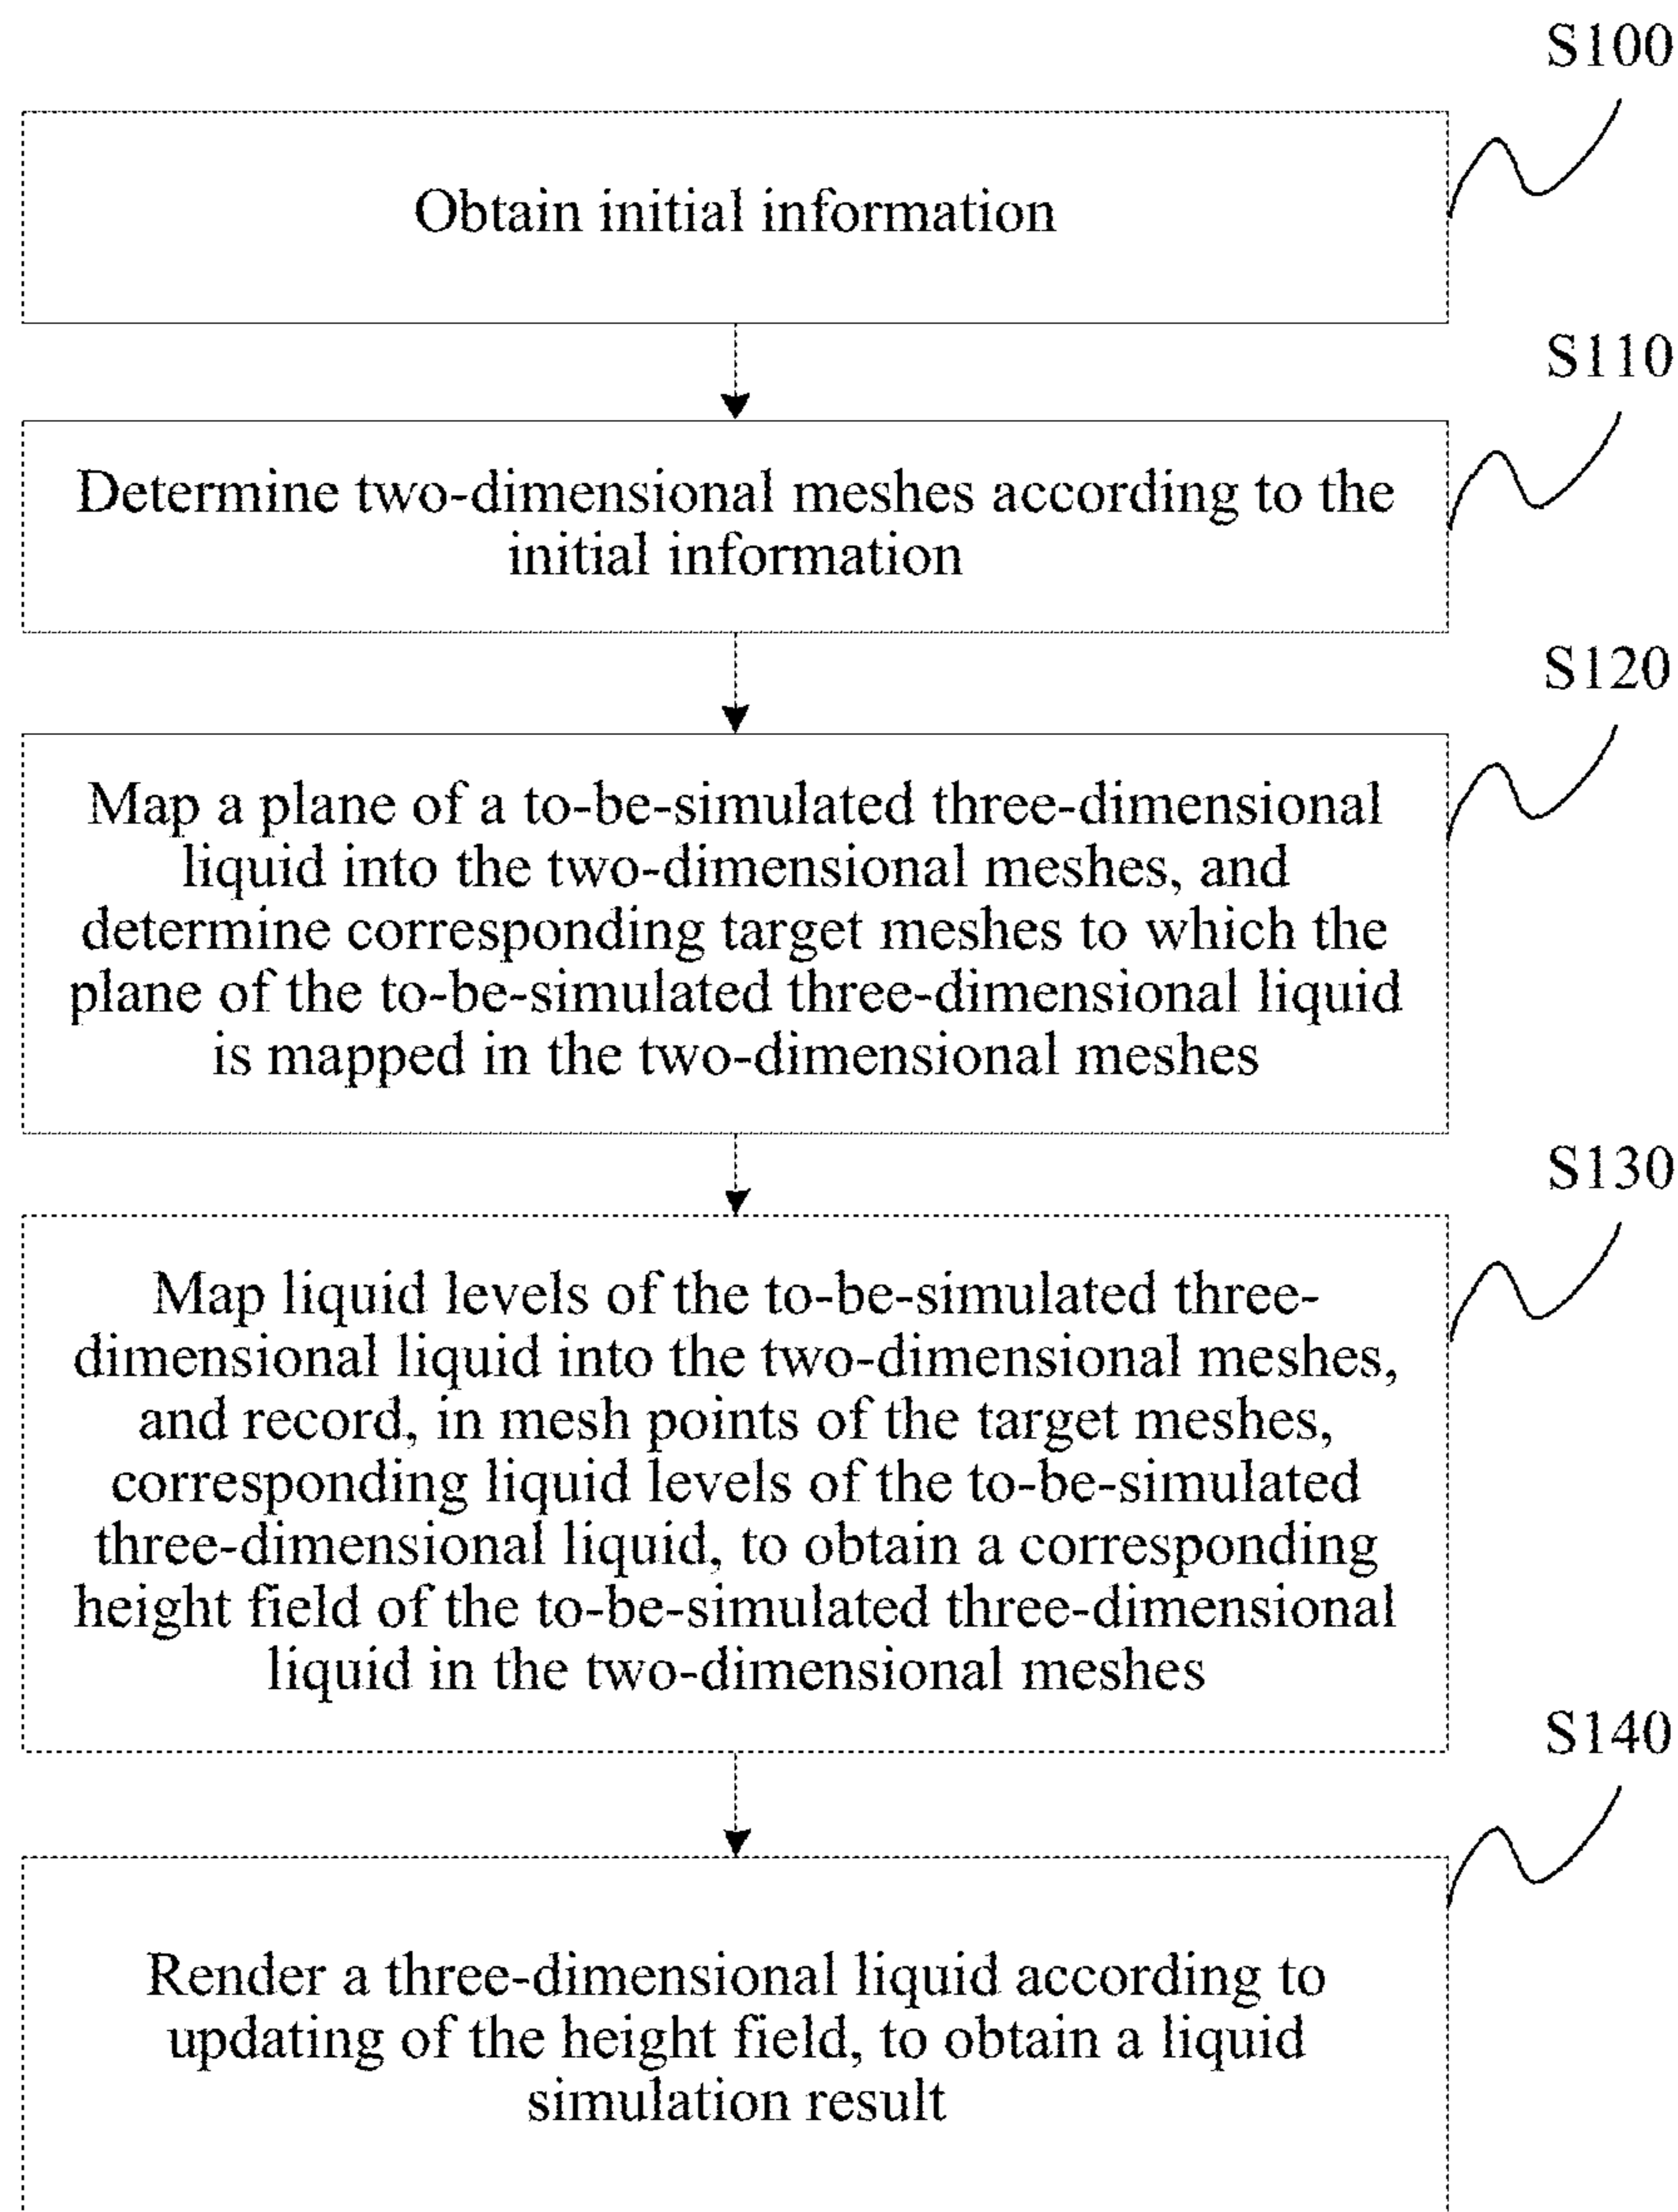 S100
Obtain initial information
S110
Determine two-dimensional meshes according to the
initial information
S120
Map a plane of a to-be-simulated three-dimensional
liquid into the two-dimensional meshes, and
determine corresponding target meshes to which the
plane of the to-be-simulated three-dimensional liquid
is mapped in the two-dimensional meshes
S130
Map liquid levels of the to-be-simulated three-
dimensional liquid into the two-dimensional meshes,
and record, in mesh points of the target meshes,
corresponding liquid levels of the to-be-simulated
three-dimensional liquid, to obtain a corresponding
height field of the to-be-simulated three-dimensional
liquid in the two-dimensional meshes
S140
Render a three-dimensional liquid according to
updating of the height field, to obtain a liquid
simulation result